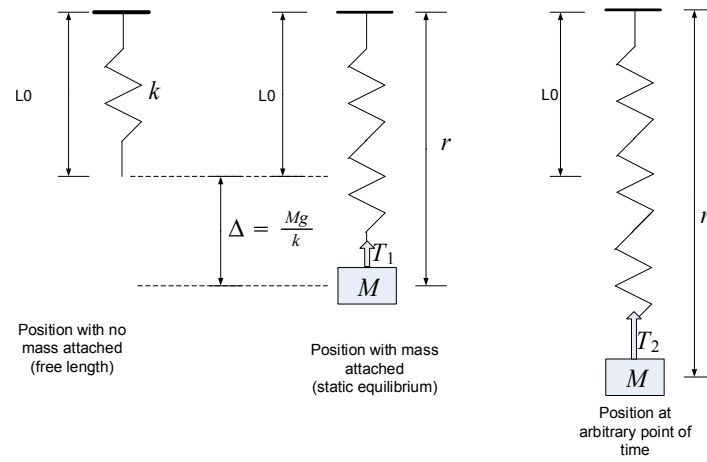 L0
k
Δ = Mg/k
Position with no
mass attached
(free length)
L0
r
T₁
M
Position with mass
attached
(static equilibrium)
L0
r
T₂
M
Position at
arbitrary point of
time